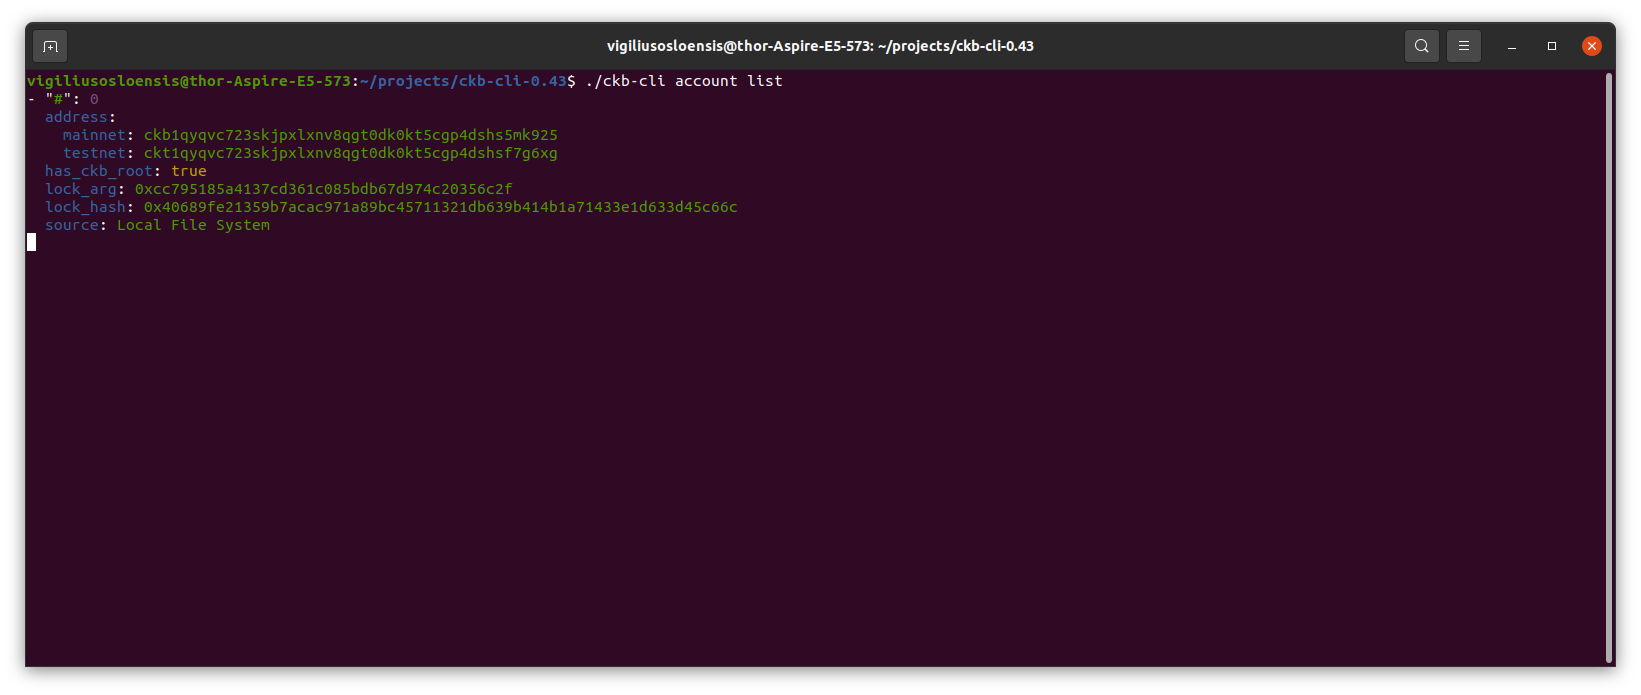 vigiliusosloensis@thor-Aspire-E5-573: ~/projects/ckb-cli-0.43
vigiliusosloensis@thor-Aspire-E5-573:~/projects/ckb-cli-0.43$ ./ckb-cli account list
- "#": 0
  address:
    mainnet: ckb1qyqvc723skjpxlxnv8qgt0dk0kt5cgp4dshs5mk925
    testnet: ckt1qyqvc723skjpxlxnv8qgt0dk0kt5cgp4dshsf7g6xg
  has_ckb_root: true
  lock_arg: 0xcc795185a4137cd361c085bdb67d974c20356c2f
  lock_hash: 0x40689fe21359b7acac971a89bc45711321db639b414b1a71433e1d633d45c66c
  source: Local File System